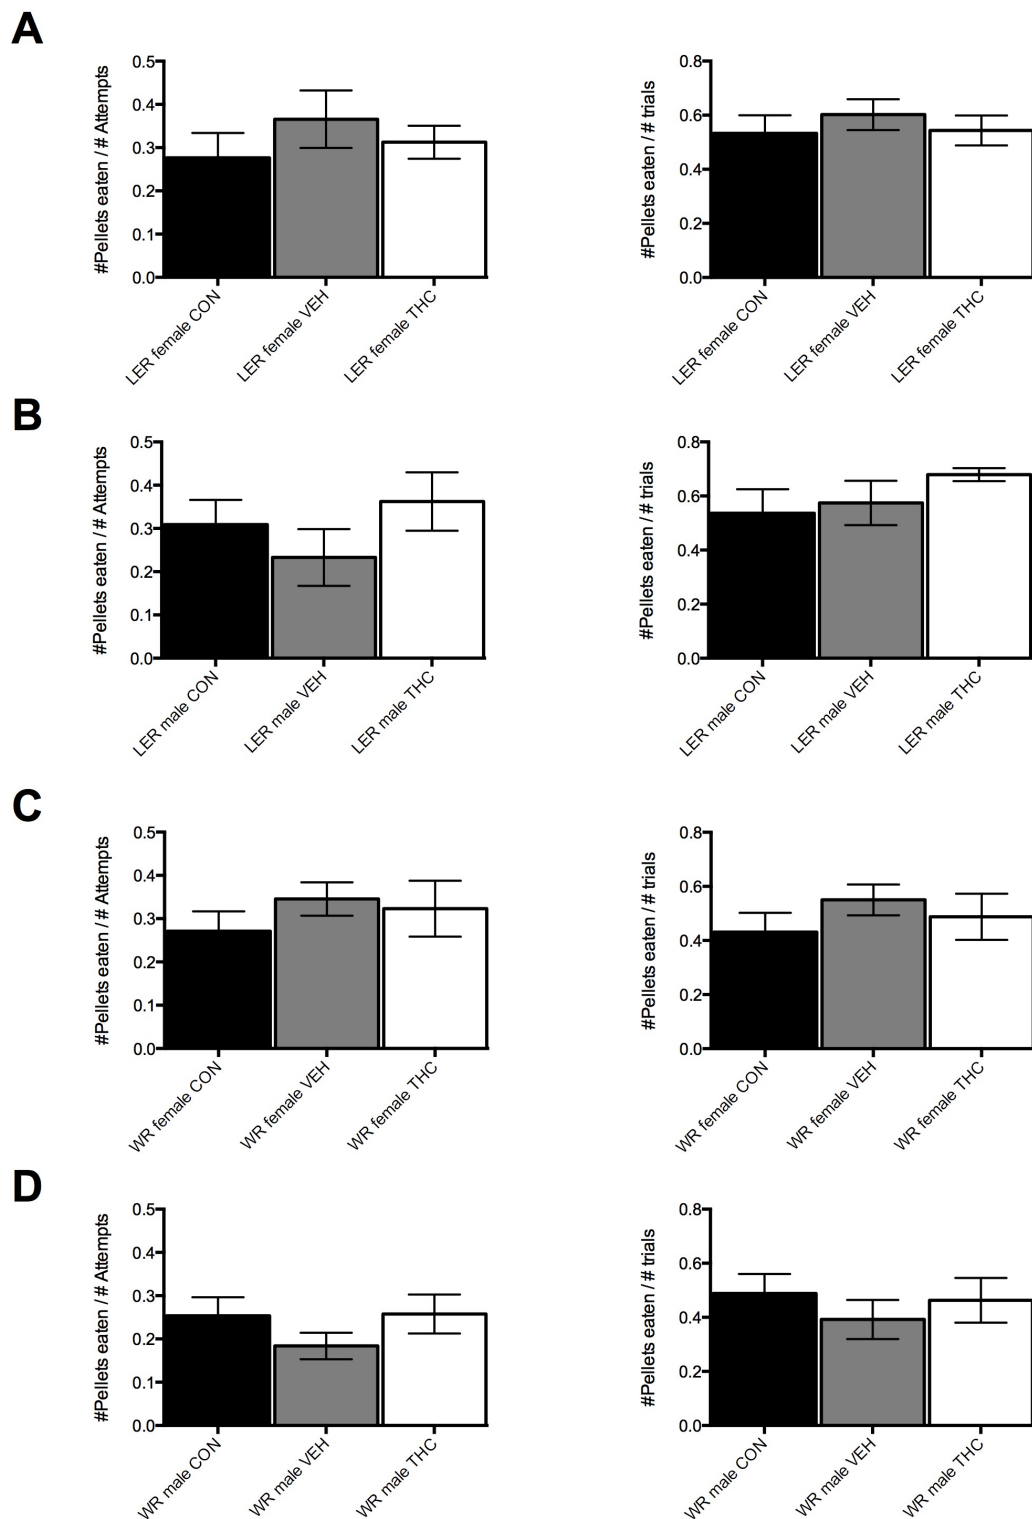 A
#Pellets eaten / # Attempts
0.5
0.4
0.3
0.2
0.1
0.0
LER female CON
LER female VEH
LER female THC
#Pellets eaten / # trials
0.8
0.6
0.4
0.2
0.0
LER female CON
LER female VEH
LER female THC
B
#Pellets eaten / # Attempts
0.5
0.4
0.3
0.2
0.1
0.0
LER male CON
LER male VEH
LER male THC
#Pellets eaten / # trials
0.8
0.6
0.4
0.2
0.0
LER male CON
LER male VEH
LER male THC
C
#Pellets eaten / # Attempts
0.5
0.4
0.3
0.2
0.1
0.0
WR female CON
WR female VEH
WR female THC
#Pellets eaten / # trials
0.8
0.6
0.4
0.2
0.0
WR female CON
WR female VEH
WR female THC
D
#Pellets eaten / # Attempts
0.5
0.4
0.3
0.2
0.1
0.0
WR male CON
WR male VEH
WR male THC
#Pellets eaten / # trials
0.8
0.6
0.4
0.2
0.0
WR male CON
WR male VEH
WR male THC